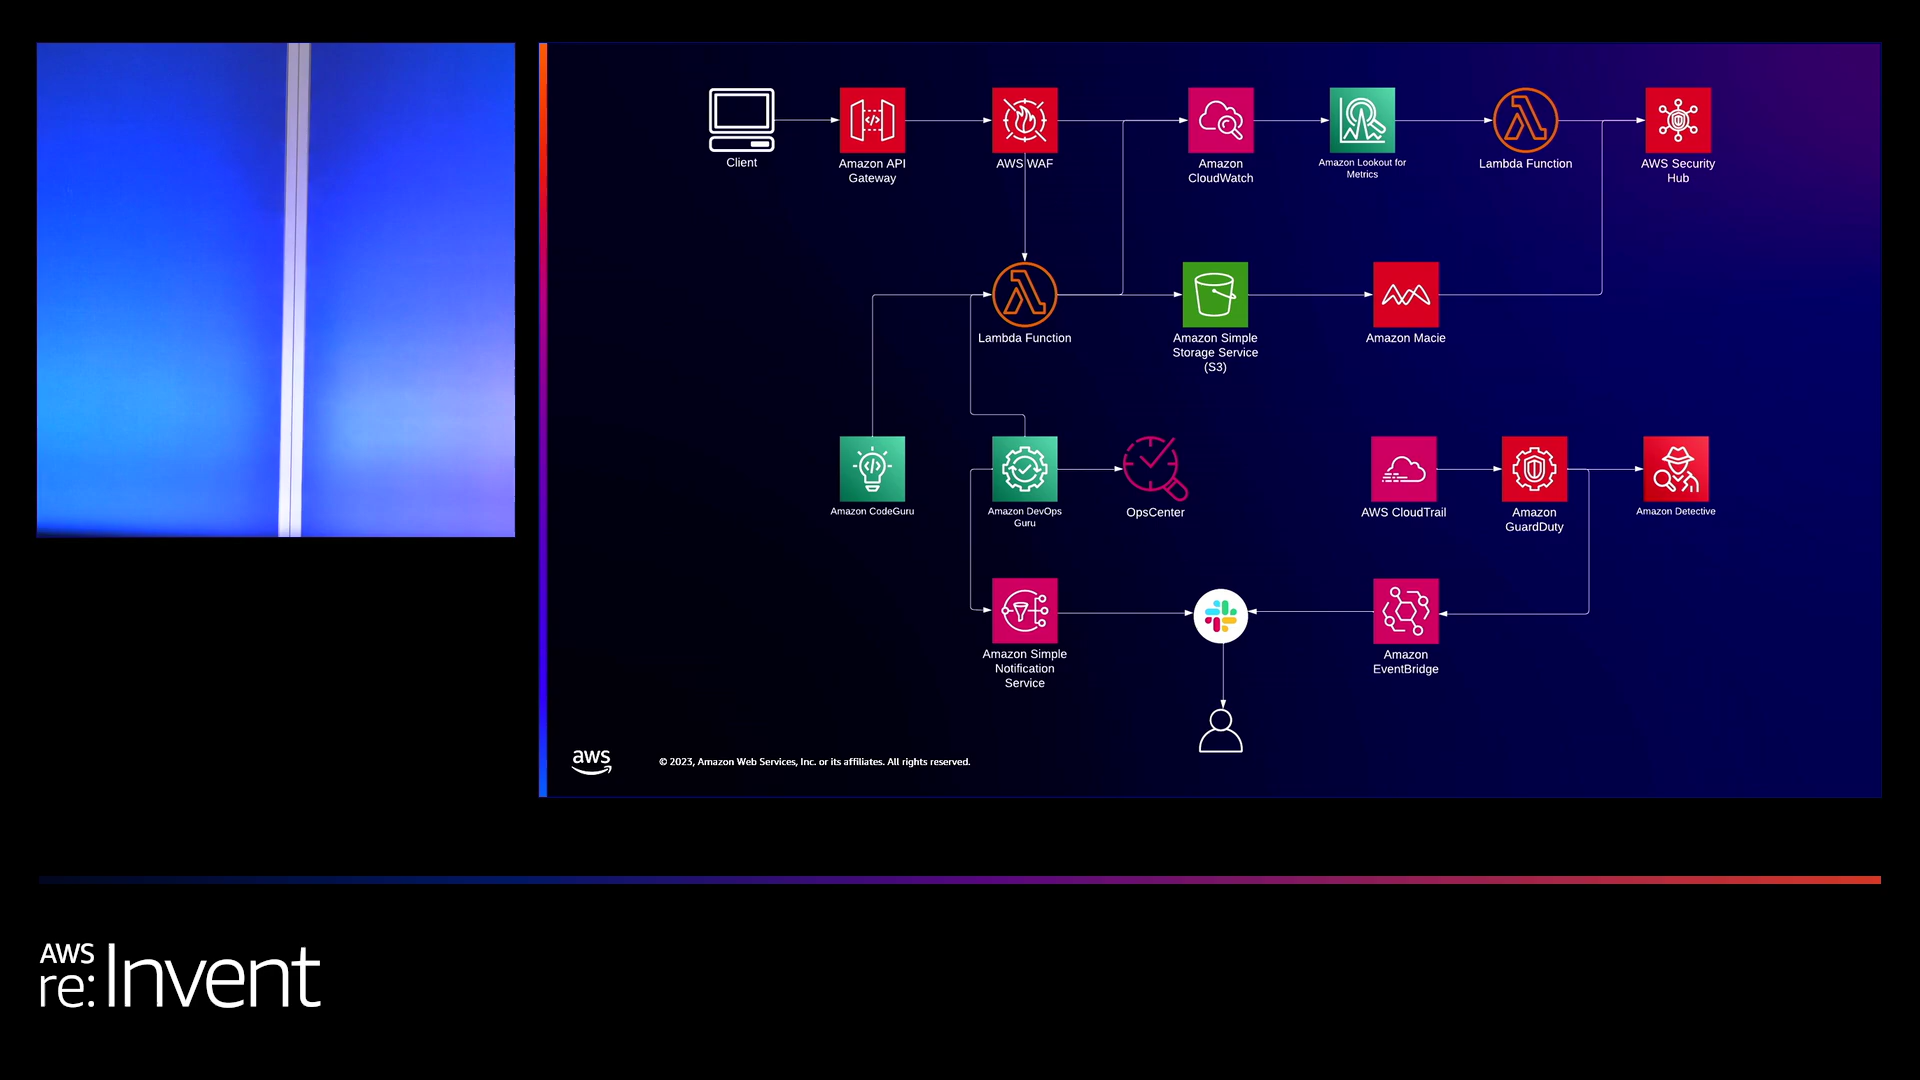 Client
Amazon API
Gateway
AWS WAF
Amazon
CloudWatch
Amazon Lookout for
Metrics
Lambda Function
AWS Security
Hub
Lambda Function
Amazon Simple
Storage Service
(S3)
Amazon Macie
Amazon CodeGuru
Amazon DevOps
Guru
OpsCenter
AWS CloudTrail
Amazon
GuardDuty
Amazon Detective
Amazon Simple
Notification
Service
Amazon
EventBridge
aws
© 2023, Amazon Web Services, Inc. or its affiliates. All rights reserved.
AWS
re:Invent